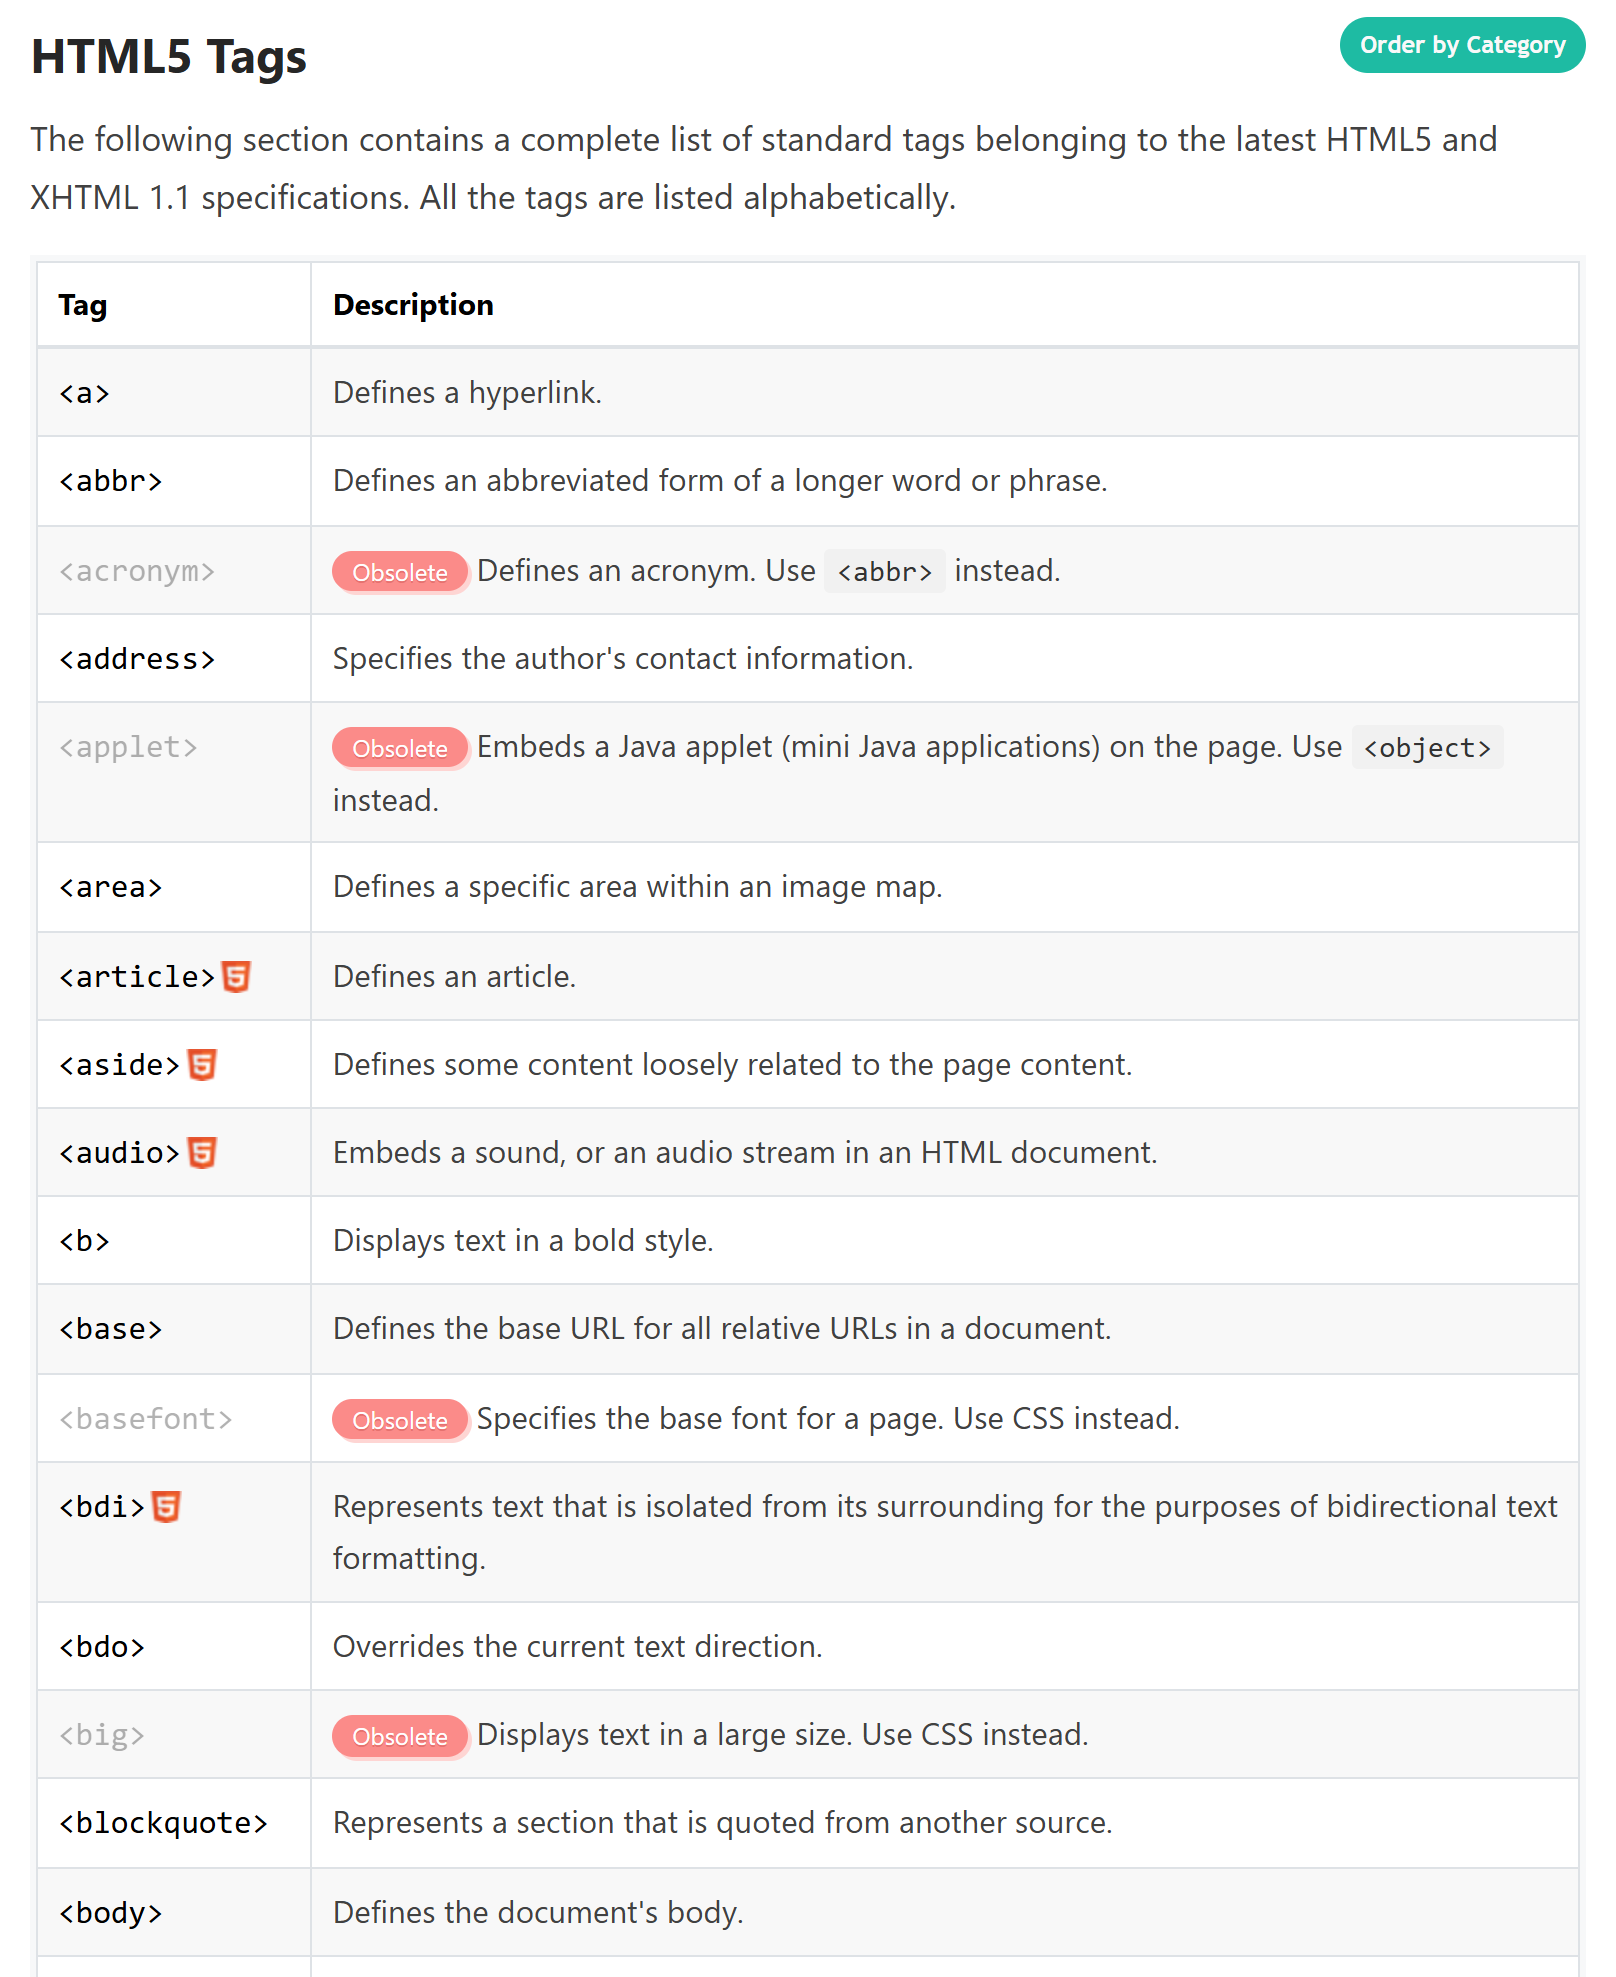 HTML5 Tags
Order by Category
The following section contains a complete list of standard tags belonging to the latest HTML5 and
XHTML 1.1 specifications. All the tags are listed alphabetically.
Tag Description
<a> Defines a hyperlink.
<abbr> Defines an abbreviated form of a longer word or phrase.
<acronym> Obsolete Defines an acronym. Use <abbr> instead.
<address> Specifies the author's contact information.
<applet> Obsolete Embeds a Java applet (mini Java applications) on the page. Use <object>
instead.
<area> Defines a specific area within an image map.
<article> 5 Defines an article.
<aside> 5 Defines some content loosely related to the page content.
<audio> 5 Embeds a sound, or an audio stream in an HTML document.
<b> Displays text in a bold style.
<base> Defines the base URL for all relative URLs in a document.
<basefont> Obsolete Specifies the base font for a page. Use CSS instead.
<bdi> 5 Represents text that is isolated from its surrounding for the purposes of bidirectional text
formatting.
<bdo> Overrides the current text direction.
<big> Obsolete Displays text in a large size. Use CSS instead.
<blockquote> Represents a section that is quoted from another source.
<body> Defines the document's body.